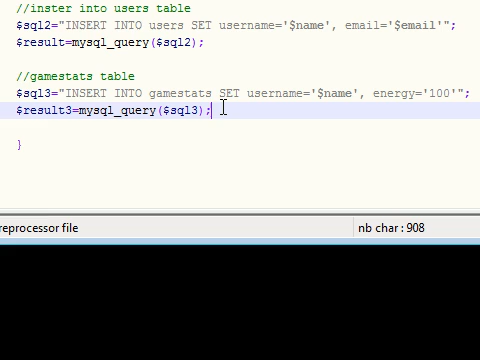 //inster into users table
$sql2="INSERT INTO users SET username='$name', email='$email'";
$result=mysql_query($sql2);
//gamestats table
$sql3="INSERT INTO gamestats SET username='$name', energy='100'";
$result3=mysql_query($sql3);
}
reprocessor file
nb char : 908